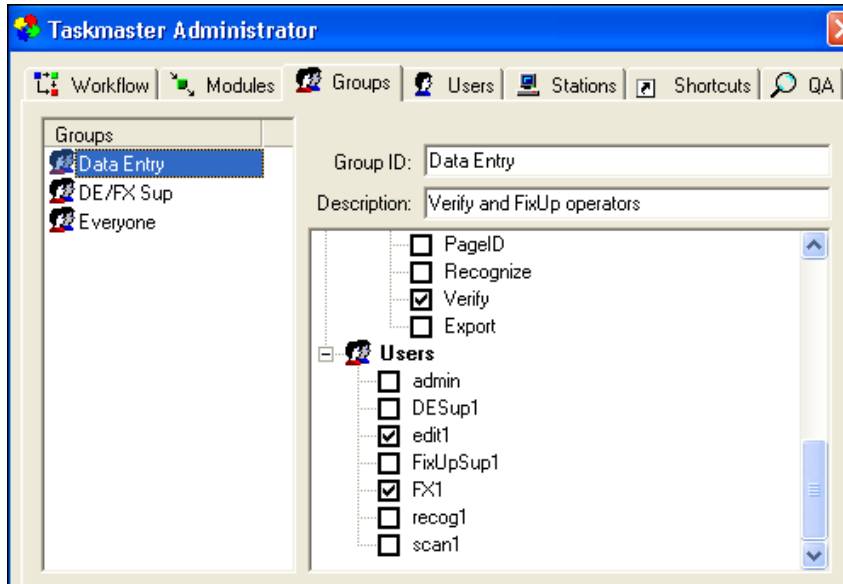 Taskmaster Administrator
Workflow Modules Groups Users Stations Shortcuts QA
Groups
Data Entry
DE/FX Sup
Everyone
Group ID: Data Entry
Description: Verify and FixUp operators
PageID
Recognize
Verify
Export
Users
admin
DESup1
edit1
FixUpSup1
FX1
recog1
scan1